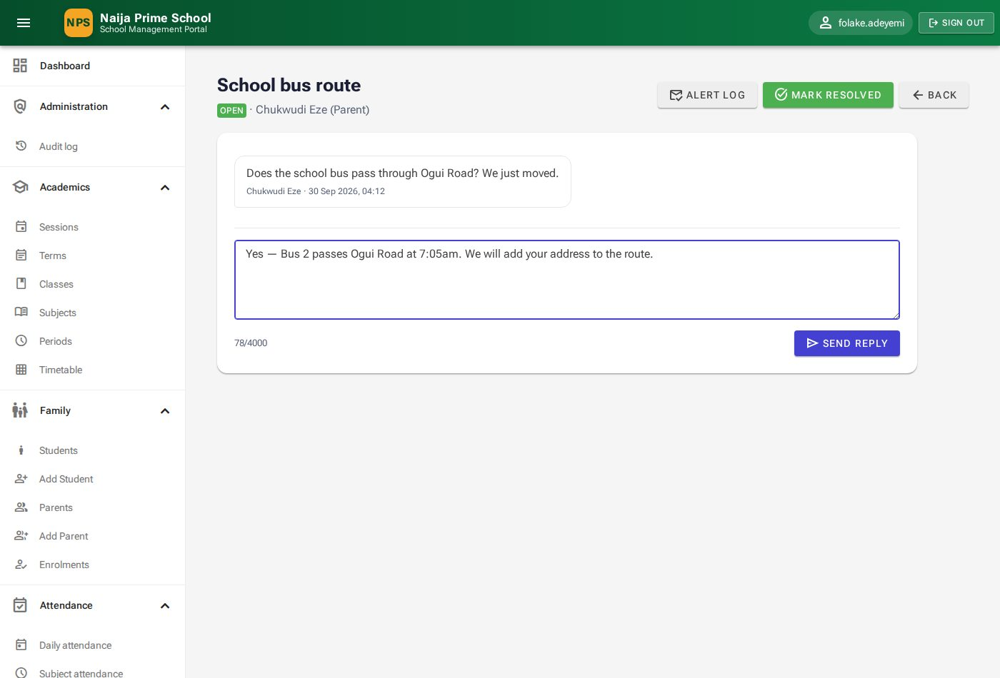 NPS
Naija Prime School
School Management Portal
folake.adeyemi
SIGN OUT
Dashboard
Administration
Audit log
Academics
Sessions
Terms
Classes
Subjects
Periods
Timetable
Family
Students
Add Student
Parents
Add Parent
Enrolments
Attendance
Daily attendance
Subject attendance
School bus route
OPEN · Chukwudi Eze (Parent)
ALERT LOG
MARK RESOLVED
BACK
Does the school bus pass through Ogui Road? We just moved.
Chukwudi Eze · 30 Sep 2026, 04:12
Yes — Bus 2 passes Ogui Road at 7:05am. We will add your address to the route.
78/4000
SEND REPLY